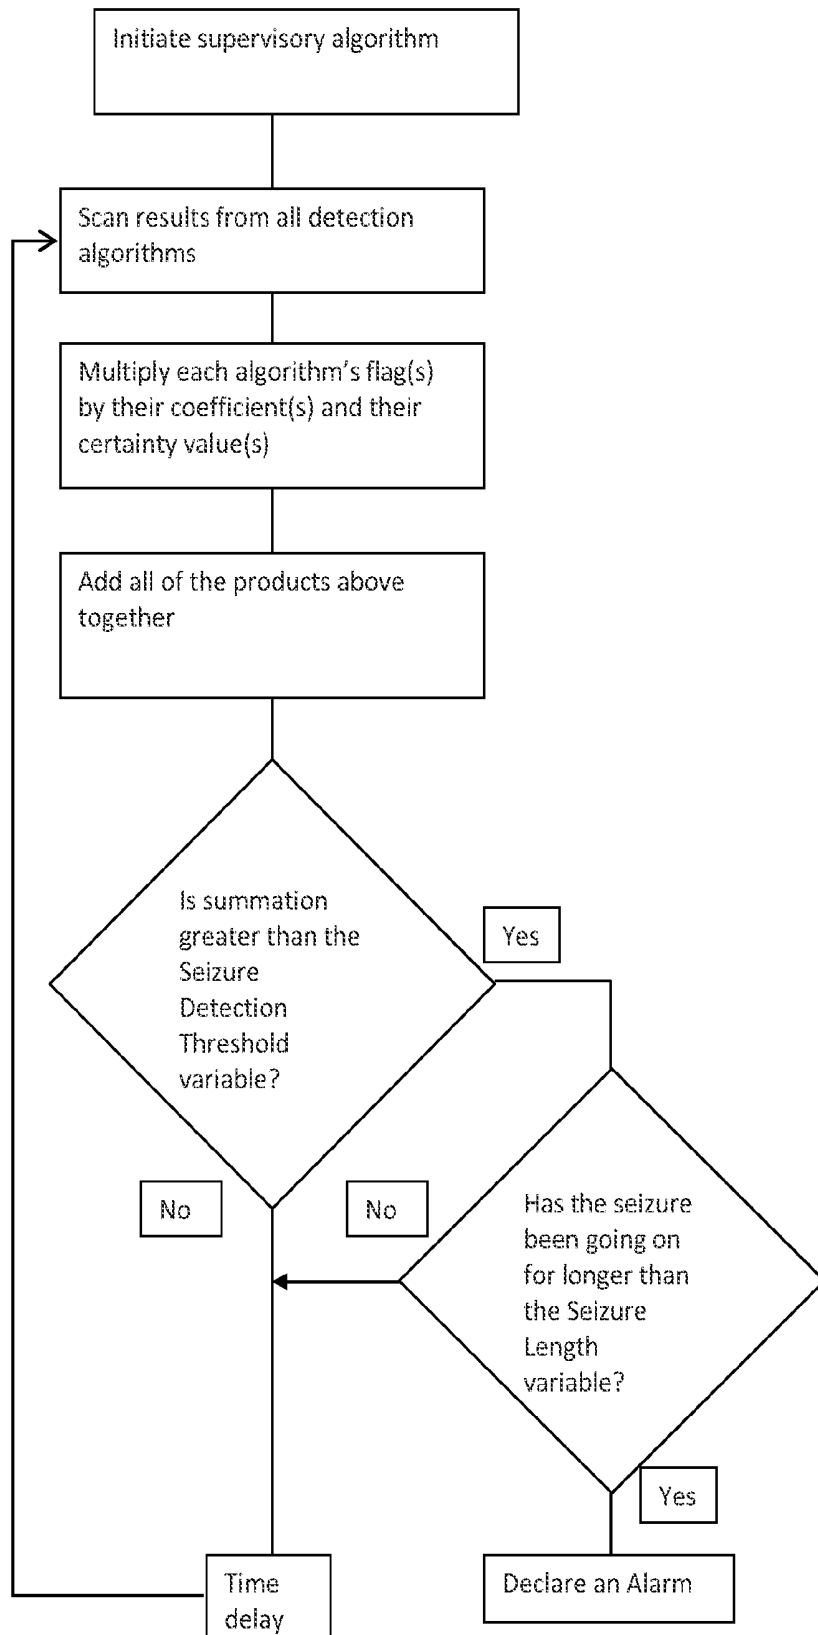 Initiate supervisory algorithm
Scan results from all detection
algorithms
Multiply each algorithm's flag(s)
by their coefficient(s) and their
certainty value(s)
Add all of the products above
together
Is summation
greater than the
Seizure
Detection
Threshold
variable?
Yes
No
No
Has the seizure
been going on
for longer than
the Seizure
Length
variable?
Yes
Time
delay
Declare an Alarm